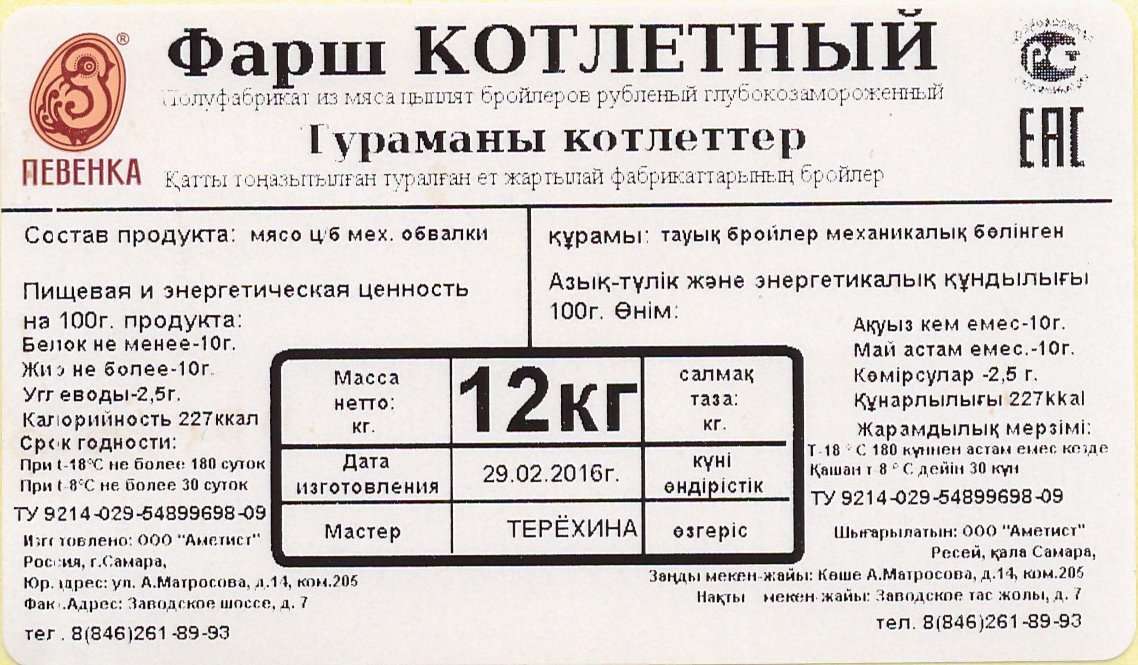 ®
ПЕВЕНКА
Фарш КОТЛЕТНЫЙ
Полуфабрикат из мяса цыплят бройлеров рубленый глубокозамороженный
Тураманы котлеттер
Қатты тоңазытылған туралған ет жартылай фабрикаттарының бройлер
ЕАС
Состав продукта: мясо ц/б мех. обвалки
Пищевая и энергетическая ценность
на 100г. продукта:
Белок не менее-10г.
Жир не более-10г.
Углеводы-2,5г.
Калорийность 227ккал
Срок годности:
При t-18°С не более 180 суток
При t-8°С не более 30 суток
ТУ 9214-029-54899698-09
Изготовлено: ООО "Аметист"
Россия, г.Самара,
Юр.адрес: ул. А.Матросова, д.14, ком.205
Фак.Адрес: Заводское шоссе, д. 7
тел. 8(846)261-89-93
Масса нетто: кг.
12кг
салмақ таза: кг.
Дата изготовления
29.02.2016г.
күні өндірістік
Мастер
ТЕРЁХИНА
өзгеріс
құрамы: тауық бройлер механикалық бөлінген
Азық-түлік және энергетикалық құндылығы
100г. Өнім:
Ақуыз кем емес-10г.
Май астам емес.-10г.
Көмірсулар -2,5 г.
Құнарлылығы 227kkal
Жарамдылық мерзімі:
Т-18 °С 180 күннен астам емес кезде
Қашан т-8 °С дейін 30 күн
ТУ 9214-029-54899698-09
Шығарылатын: ООО "Аметист"
Ресей, қала Самара,
Заңды мекен-жайы: Көше А.Матросова, д.14, ком.205
Нақты мекен-жайы: Заводское тас жолы, д. 7
тел. 8(846)261-89-93